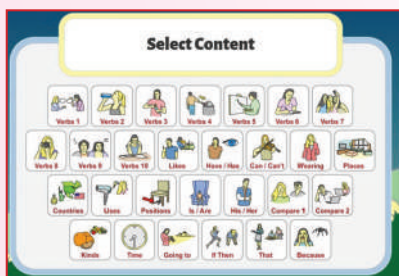 Select Content
Verbs 1 Verbs 2 Verbs 3 Verbs 4 Verbs 5 Verbs 6 Verbs 7
Verbs 8 Verbs 9 Verbs 10 Likes Have / Has Can / Can't Wearing Places
Countries Uses Positions Is / Are His / Her Compare 1 Compare 2
Kinds Time Going to If Then That Because